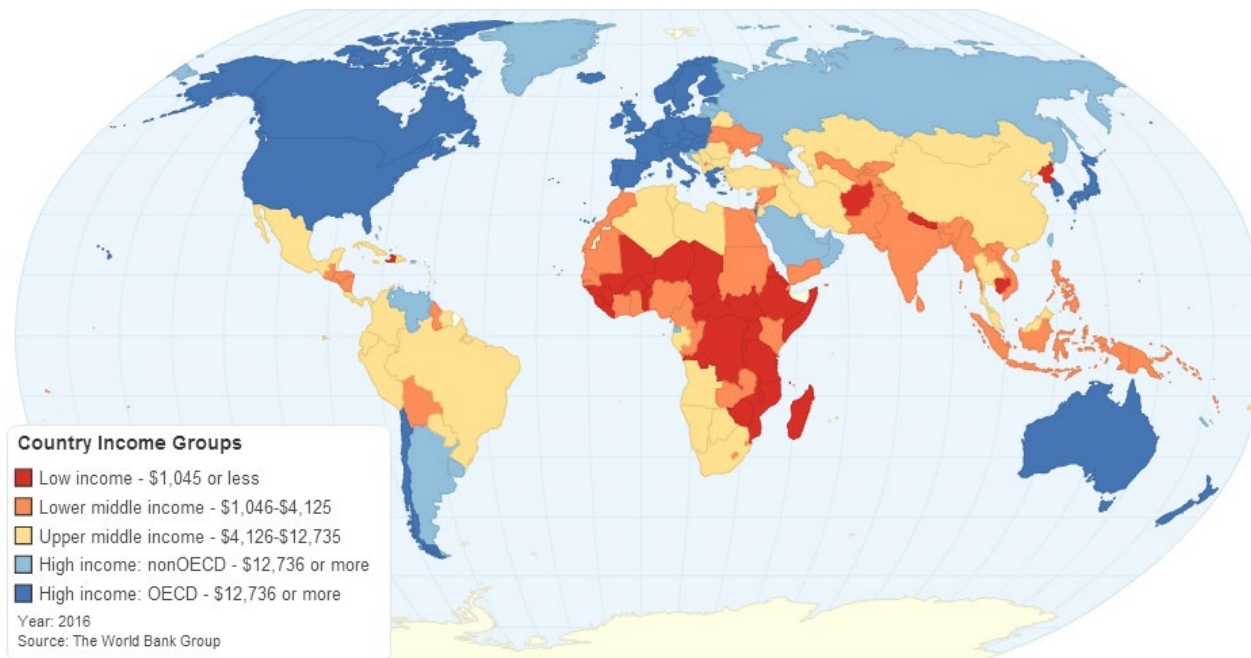 Country Income Groups
Low income - $1,045 or less
Lower middle income - $1,046-$4,125
Upper middle income - $4,126-$12,735
High income: nonOECD - $12,736 or more
High income: OECD - $12,736 or more
Year: 2016
Source: The World Bank Group